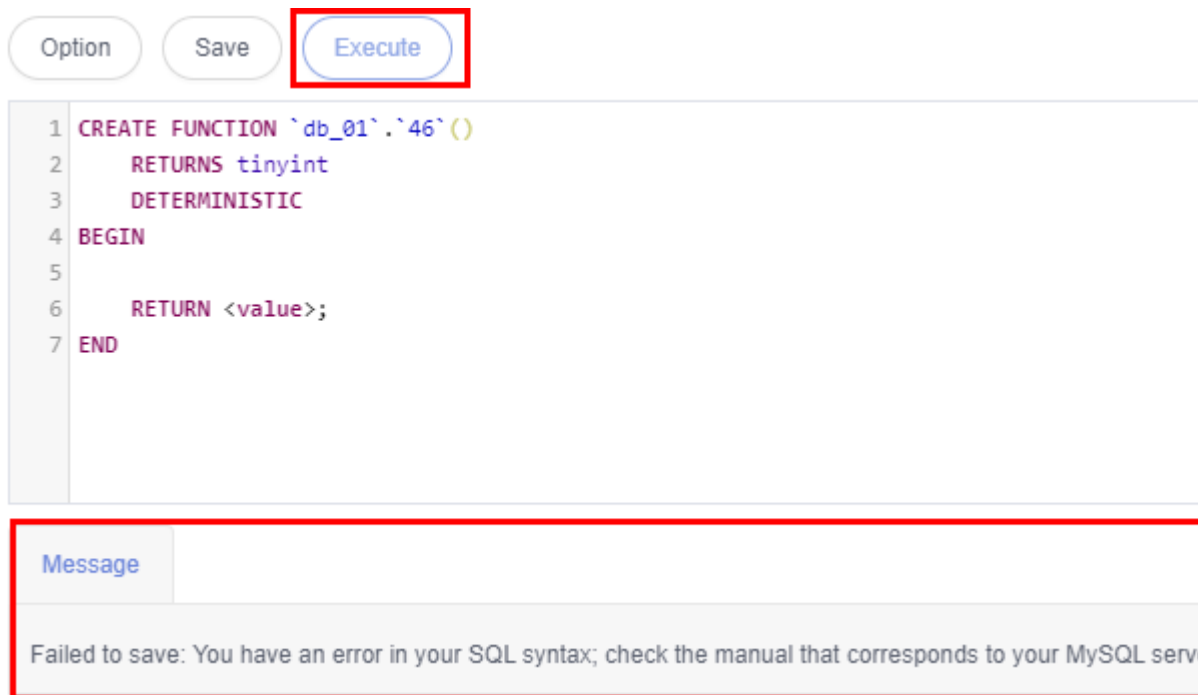 Option Save Execute
1 CREATE FUNCTION `db_01`.`46`()
2 RETURNS tinyint
3 DETERMINISTIC
4 BEGIN
5
6 RETURN <value>;
7 END
Message
Failed to save: You have an error in your SQL syntax; check the manual that corresponds to your MySQL